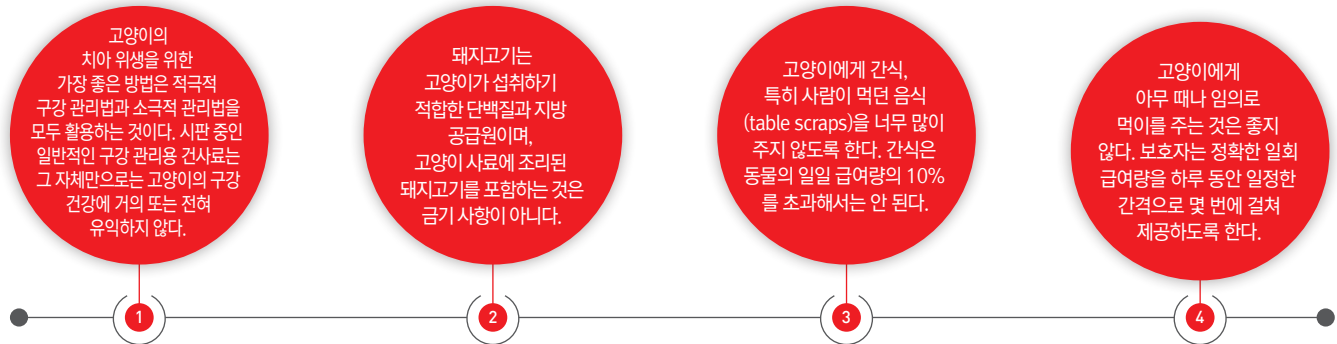 고양이의
치아 위생을 위한
가장 좋은 방법은 적극적
구강 관리법과 소극적 관리법을
모두 활용하는 것이다. 시판 중인
일반적인 구강 관리용 건사료는
그 자체만으로는 고양이의 구강
건강에 거의 또는 전혀
유익하지 않다.
1
돼지고기는
고양이가 섭취하기
적합한 단백질과 지방
공급원이며,
고양이 사료에 조리된
돼지고기를 포함하는 것은
금기 사항이 아니다.
2
고양이에게 간식,
특히 사람이 먹던 음식
(table scraps)을 너무 많이
주지 않도록 한다. 간식은
동물의 일일 급여량의 10%
를 초과해서는 안 된다.
3
고양이에게
아무 때나 임의로
먹이를 주는 것은 좋지
않다. 보호자는 정확한 일회
급여량을 하루 동안 일정한
간격으로 몇 번에 걸쳐
제공하도록 한다.
4